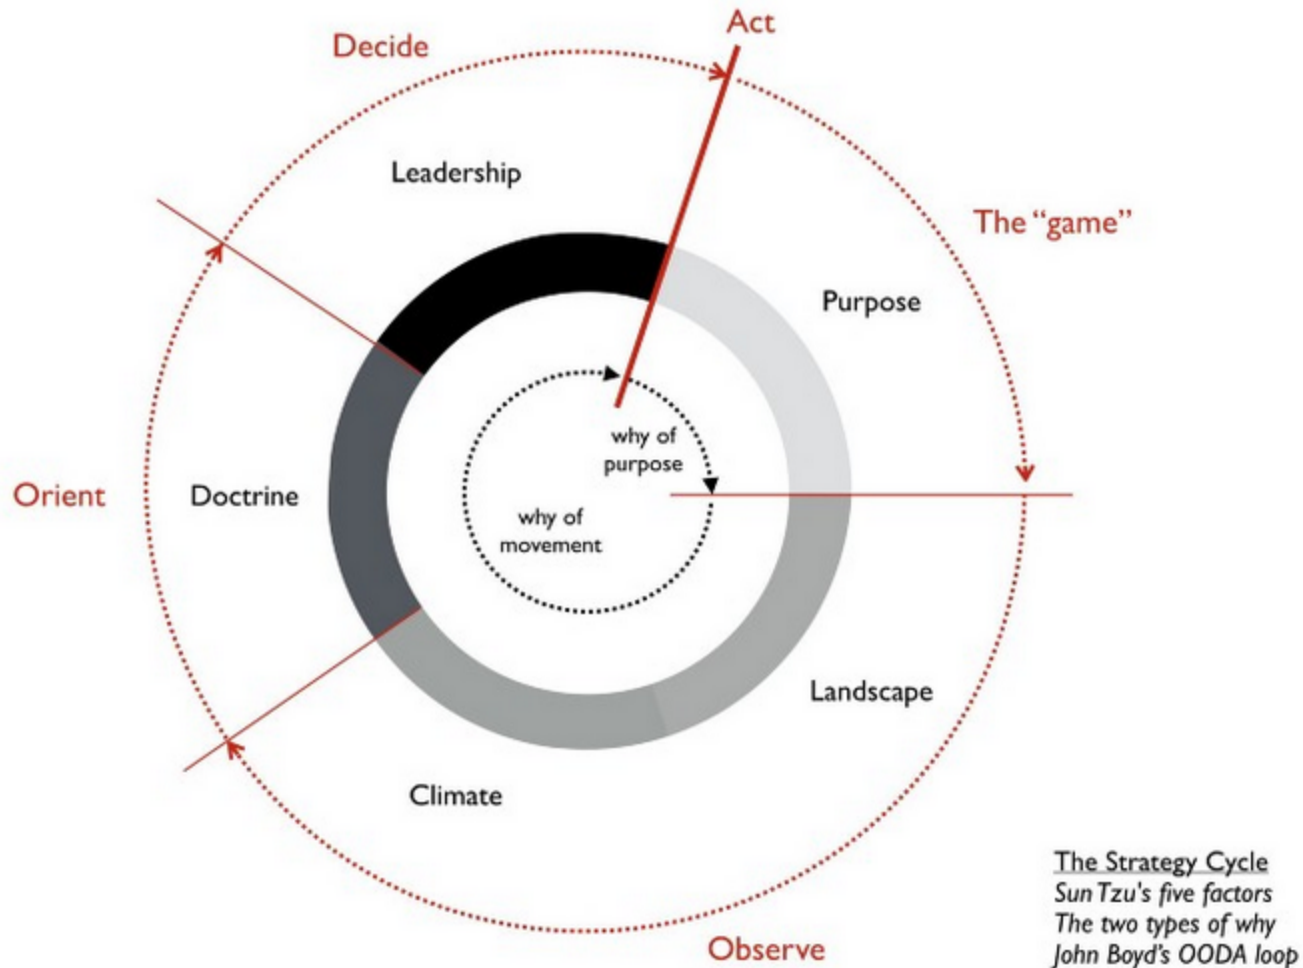 Act
Decide
Leadership
The “game”
Purpose
why of
purpose
Orient
Doctrine
why of
movement
Landscape
Climate
Observe
The Strategy Cycle
Sun Tzu's five factors
The two types of why
John Boyd's OODA loop